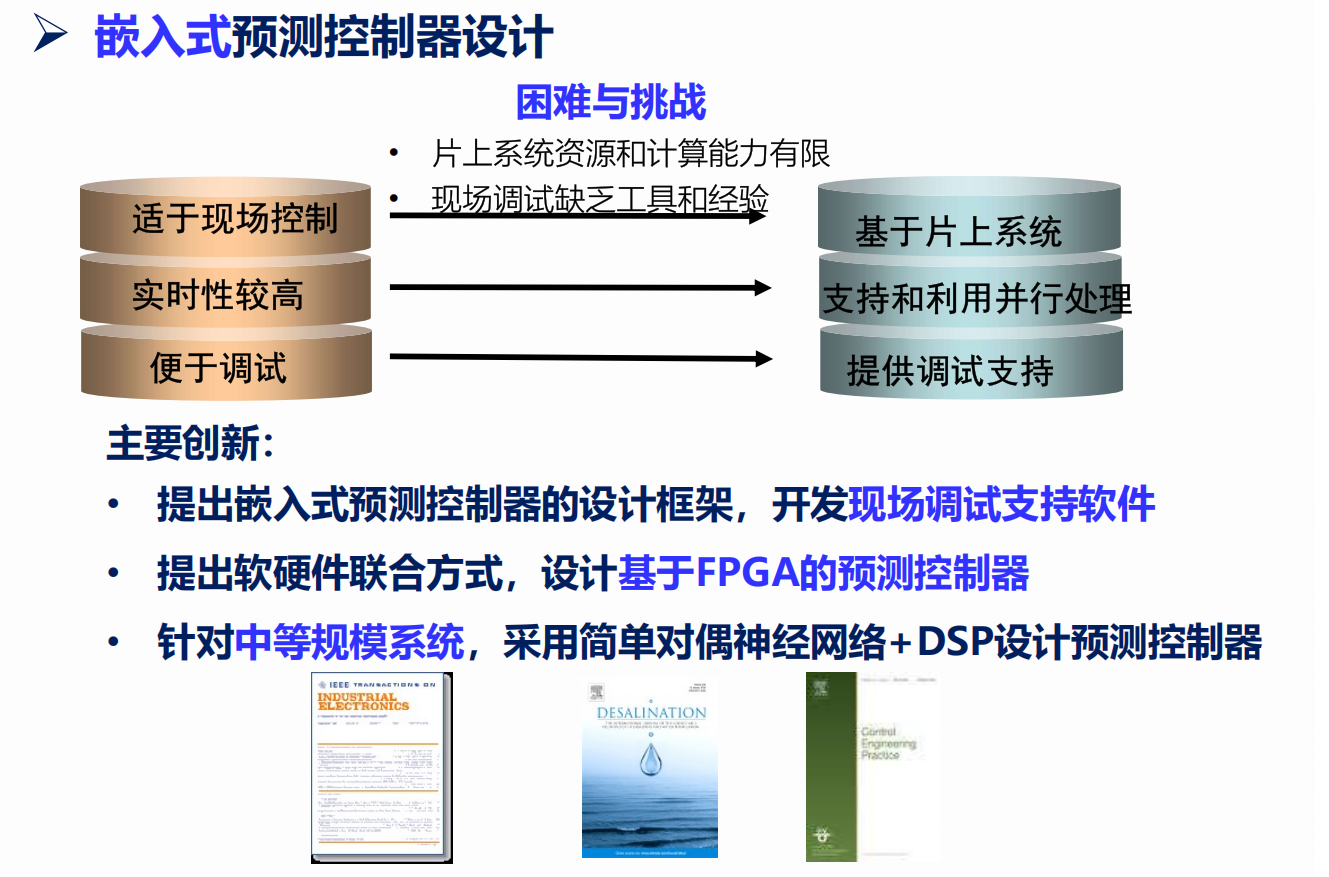 嵌入式预测控制器设计
困难与挑战
• 片上系统资源和计算能力有限
• 现场调试缺乏工具和经验
适于现场控制
基于片上系统
实时性较高
支持和利用并行处理
便于调试
提供调试支持
主要创新：
• 提出嵌入式预测控制器的设计框架，开发现场调试支持软件
• 提出软硬件联合方式，设计基于FPGA的预测控制器
• 针对中等规模系统，采用简单对偶神经网络+DSP设计预测控制器
IEEE TRANSACTIONS ON
INDUSTRIAL
ELECTRONICS
DESALINATION
Control
Engineering
Practice